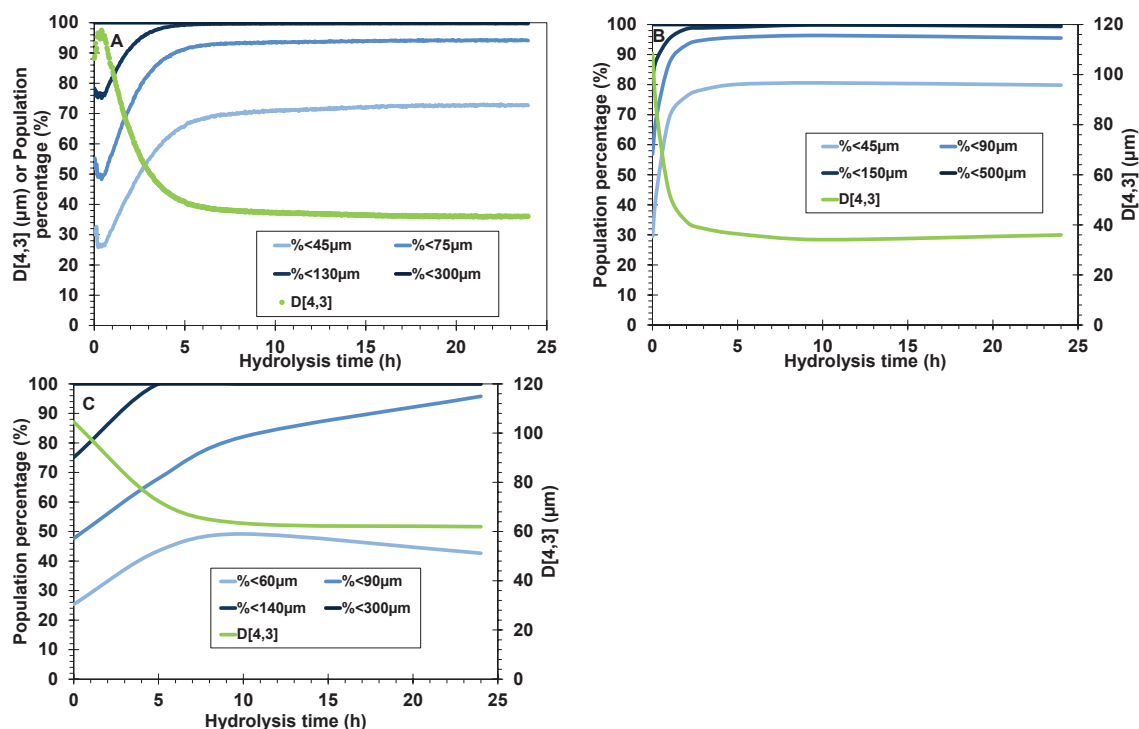 A
D[4,3] (µm) or Population
percentage (%)
100
90
80
70
60
50
40
30
20
10
0
%<45µm %<75µm
%<130µm %<300µm
D[4,3]
0 5 10 15 20 25
Hydrolysis time (h)
B
Population percentage (%)
100
90
80
70
60
50
40
30
20
10
0
%<45µm %<90µm
%<150µm %<500µm
D[4,3]
120
100
80
60
40
20
0
D[4,3] (µm)
0 5 10 15 20 25
Hydrolysis time (h)
C
Population percentage (%)
100
90
80
70
60
50
40
30
20
10
0
%<60µm %<90µm
%<140µm %<300µm
D[4,3]
120
100
80
60
40
20
0
D[4,3] (µm)
0 5 10 15 20 25
Hydrolysis time (h)